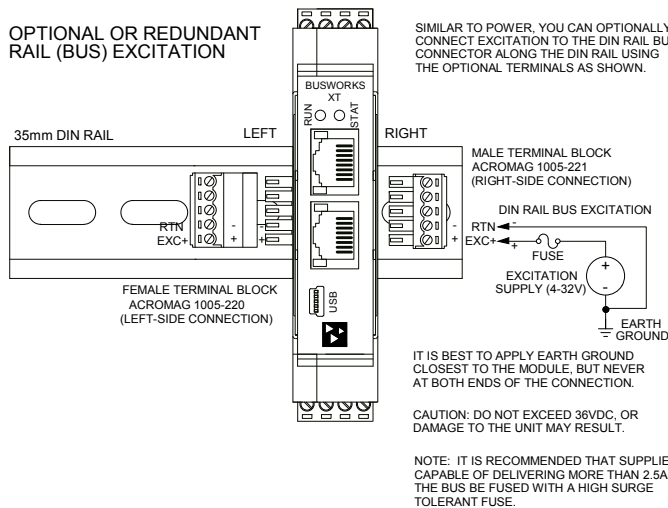 OPTIONAL OR REDUNDANT
RAIL (BUS) EXCITATION
SIMILAR TO POWER, YOU CAN OPTIONALLY
CONNECT EXCITATION TO THE DIN RAIL BU
CONNECTOR ALONG THE DIN RAIL USING
THE OPTIONAL TERMINALS AS SHOWN.
BUSWORKS
XT
RUN
STAT
35mm DIN RAIL
LEFT
RIGHT
MALE TERMINAL BLOCK
ACROMAG 1005-221
(RIGHT-SIDE CONNECTION)
DIN RAIL BUS EXCITATION
RTN
EXC+
-
+
-
+
-
+
RTN
EXC+
-
+
FUSE
EXCITATION
SUPPLY (4-32V)
+
-
EARTH
GROUND
FEMALE TERMINAL BLOCK
ACROMAG 1005-220
(LEFT-SIDE CONNECTION)
USB
IT IS BEST TO APPLY EARTH GROUND
CLOSEST TO THE MODULE, BUT NEVER
AT BOTH ENDS OF THE CONNECTION.
CAUTION: DO NOT EXCEED 36VDC, OR
DAMAGE TO THE UNIT MAY RESULT.
NOTE: IT IS RECOMMENDED THAT SUPPLIE
CAPABLE OF DELIVERING MORE THAN 2.5A
THE BUS BE FUSED WITH A HIGH SURGE
TOLERANT FUSE.